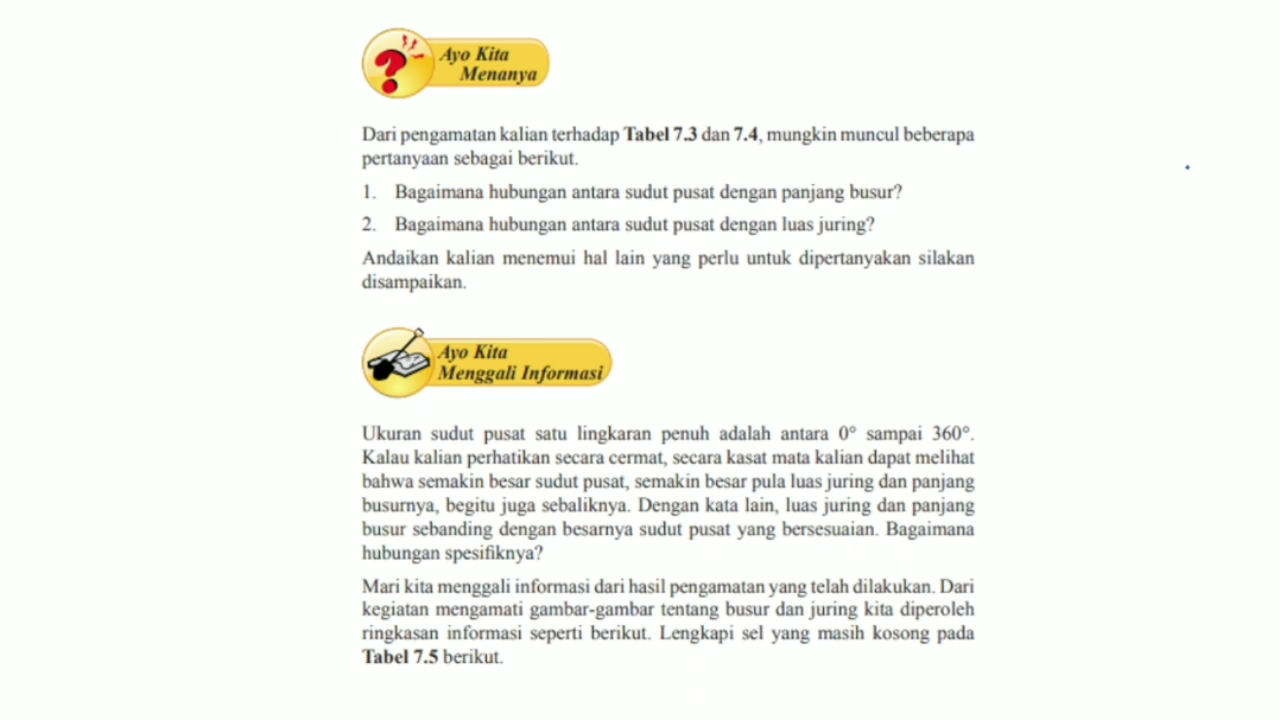 Ayo Kita
Menanya
Dari pengamatan kalian terhadap Tabel 7.3 dan 7.4, mungkin muncul beberapa
pertanyaan sebagai berikut.
1. Bagaimana hubungan antara sudut pusat dengan panjang busur?
2. Bagaimana hubungan antara sudut pusat dengan luas juring?
Andaikan kalian menemui hal lain yang perlu untuk dipertanyakan silakan
disampaikan.
Ayo Kita
Menggali Informasi
Ukuran sudut pusat satu lingkaran penuh adalah antara 0° sampai 360°.
Kalau kalian perhatikan secara cermat, secara kasat mata kalian dapat melihat
bahwa semakin besar sudut pusat, semakin besar pula luas juring dan panjang
busurnya, begitu juga sebaliknya. Dengan kata lain, luas juring dan panjang
busur sebanding dengan besarnya sudut pusat yang bersesuaian. Bagaimana
hubungan spesifiknya?
Mari kita menggali informasi dari hasil pengamatan yang telah dilakukan. Dari
kegiatan mengamati gambar-gambar tentang busur dan juring kita diperoleh
ringkasan informasi seperti berikut. Lengkapi sel yang masih kosong pada
Tabel 7.5 berikut.